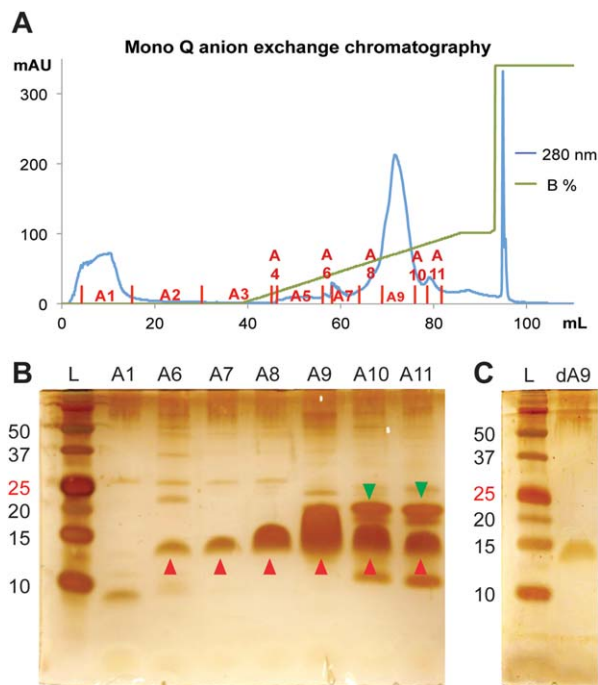 A
Mono Q anion exchange chromatography
mAU
300
200
100
0
280 nm
B %
A1
A2
A3
A
4
A5
A
6
A7
A
8
A9
A
10
A
11
0
20
40
60
80
100
mL
B
L A1 A6 A7 A8 A9 A10 A11
50
37
25
20
15
10
C
L dA9
50
37
25
20
15
10